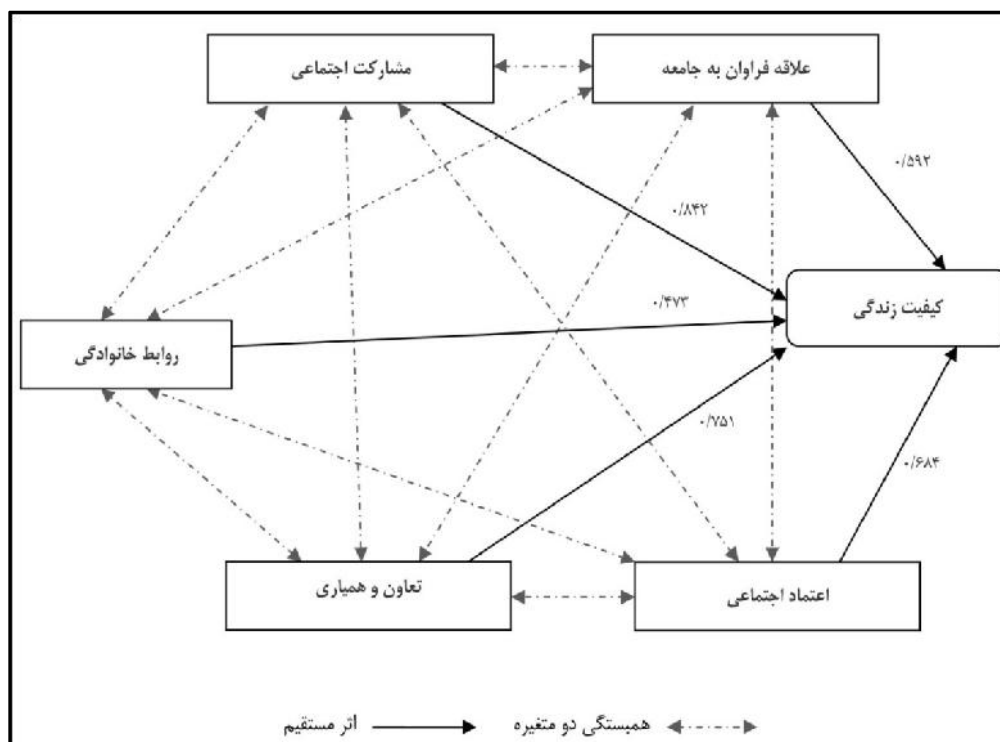 علاقه فراوان به جامعه
مشارکت اجتماعی
۰/۵۹۲
۰/۸۴۲
کیفیت زندگی
۰/۴۷۳
روابط خانوادگی
۰/۷۵۱
۰/۶۸۴
اعتماد اجتماعی
تعاون و همیاری
همبستگی دو متغیره
اثر مستقیم